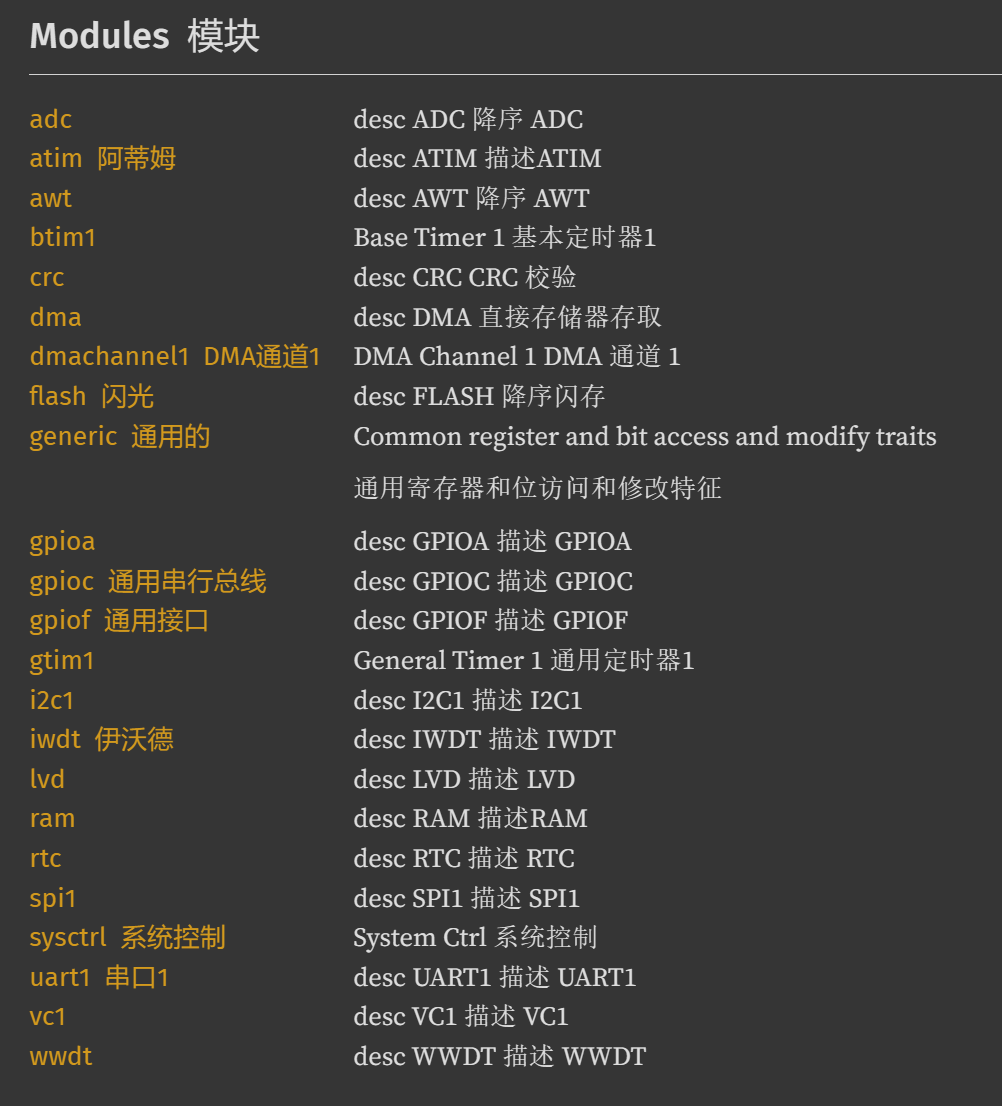 Modules 模块
adc desc ADC 降序 ADC
atim 阿蒂姆 desc ATIM 描述ATIM
awt desc AWT 降序 AWT
btim1 Base Timer 1 基本定时器1
crc desc CRC CRC 校验
dma desc DMA 直接存储器存取
dmachannel1 DMA通道1 DMA Channel 1 DMA 通道 1
flash 闪光 desc FLASH 降序闪存
generic 通用的 Common register and bit access and modify traits
通用寄存器和位访问和修改特征
gpioa desc GPIOA 描述 GPIOA
gpioc 通用串行总线 desc GPIOC 描述 GPIOC
gpiof 通用接口 desc GPIOF 描述 GPIOF
gtim1 General Timer 1 通用定时器1
i2c1 desc I2C1 描述 I2C1
iwdt 伊沃德 desc IWDT 描述 IWDT
lvd desc LVD 描述 LVD
ram desc RAM 描述RAM
rtc desc RTC 描述 RTC
spi1 desc SPI1 描述 SPI1
sysctrl 系统控制 System Ctrl 系统控制
uart1 串口1 desc UART1 描述 UART1
vc1 desc VC1 描述 VC1
wwdt desc WWDT 描述 WWDT